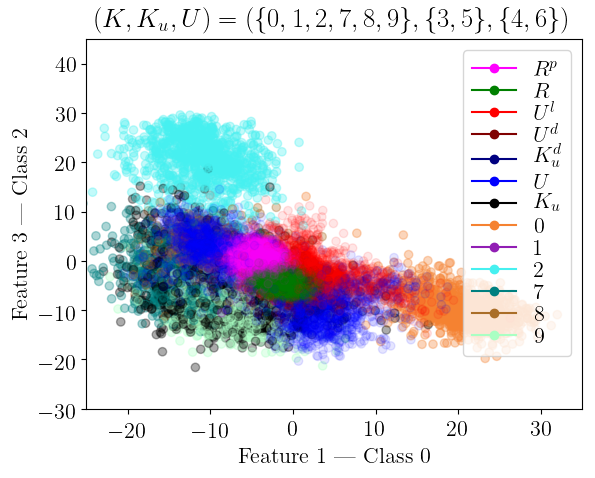 (K, K_u, U) = ({0, 1, 2, 7, 8, 9}, {3, 5}, {4, 6})
40
30
20
10
0
−10
−20
−30
Feature 3 — Class 2
−20
−10
0
10
20
30
Feature 1 — Class 0
R^p
R
U^l
U^d
K_u^d
U
K_u
0
1
2
7
8
9